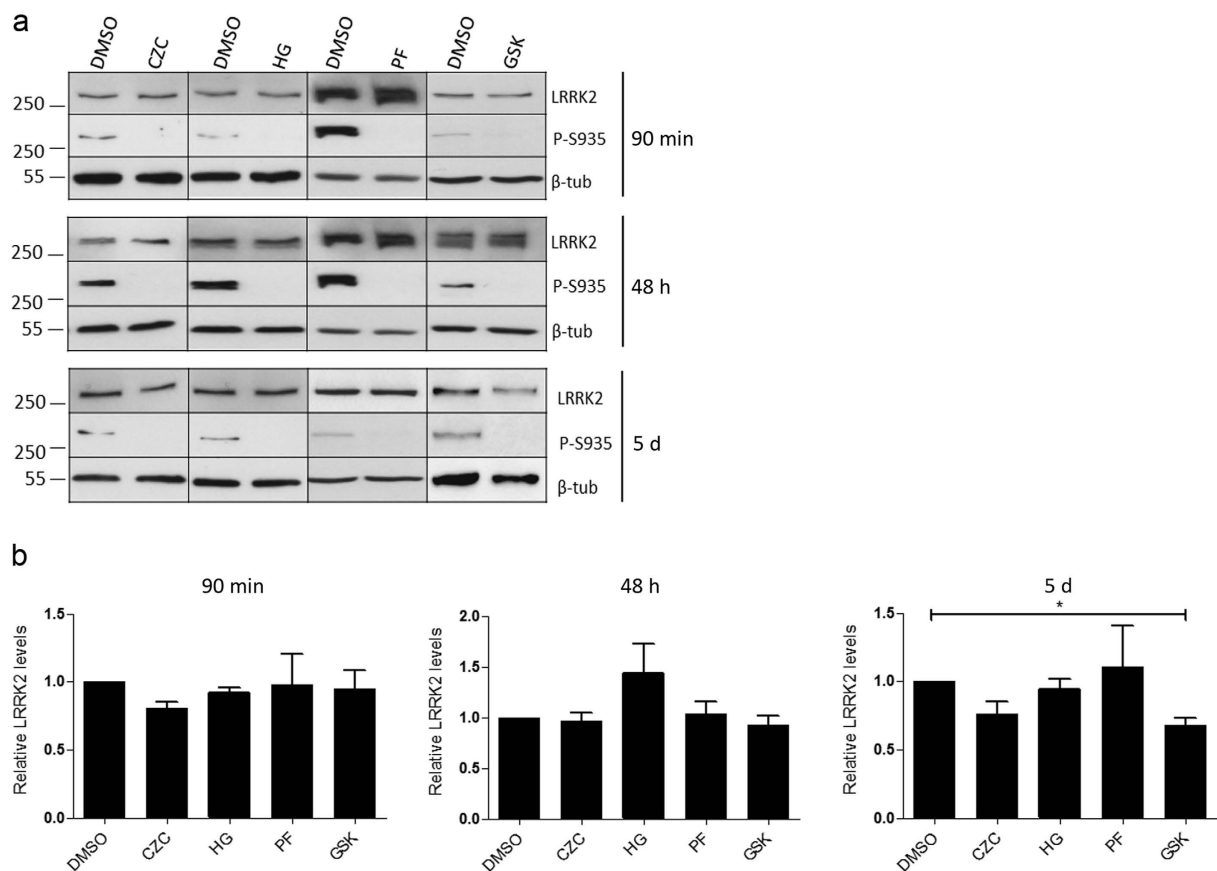 a
DMSO CZC DMSO HG DMSO PF DMSO GSK
250 LRRK2
250 P-S935
55 β-tub
90 min
250 LRRK2
250 P-S935
55 β-tub
48 h
250 LRRK2
250 P-S935
55 β-tub
5 d
b
90 min
Relative LRRK2 levels
1.5
1.0
0.5
0.0
DMSO CZC HG PF GSK
48 h
Relative LRRK2 levels
2.0
1.5
1.0
0.5
0.0
DMSO CZC HG PF GSK
5 d
*
Relative LRRK2 levels
1.5
1.0
0.5
0.0
DMSO CZC HG PF GSK